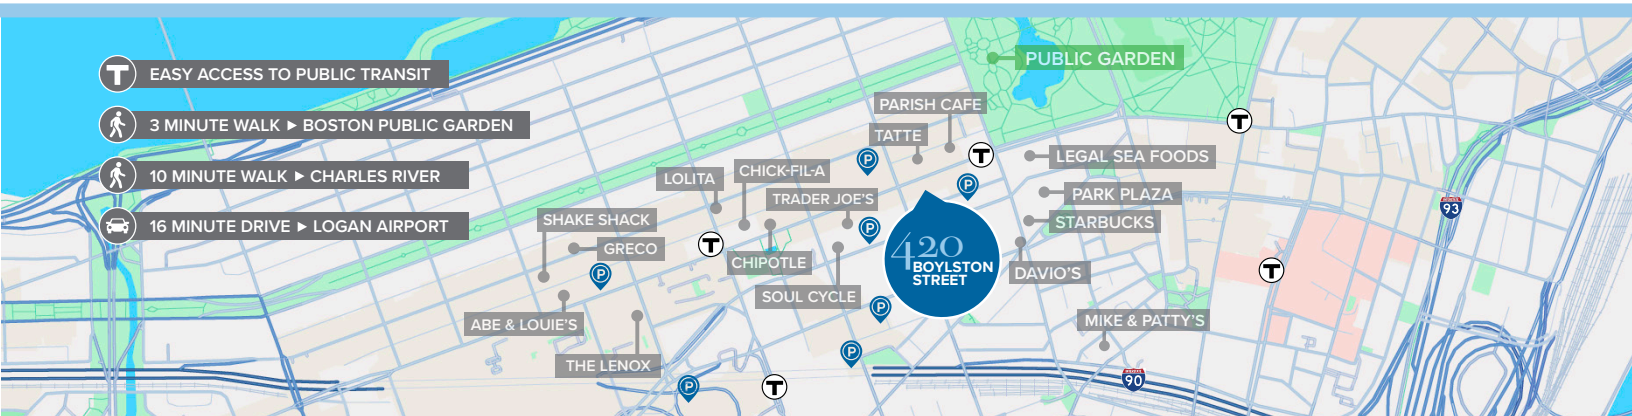 T EASY ACCESS TO PUBLIC TRANSIT
3 MINUTE WALK ▶ BOSTON PUBLIC GARDEN
10 MINUTE WALK ▶ CHARLES RIVER
16 MINUTE DRIVE ▶ LOGAN AIRPORT
PUBLIC GARDEN
PARISH CAFE
TATTE
T
T
P
P
LEGAL SEA FOODS
PARK PLAZA
STARBUCKS
DAVIO'S
MIKE & PATTY'S
LOLITA
CHICK-FIL-A
TRADER JOE'S
P
SHAKE SHACK
GRECO
T
CHIPOTLE
P
SOUL CYCLE
420
BOYLSTON
STREET
P
ABE & LOUIE'S
THE LENOX
P
P
T
T
93
90